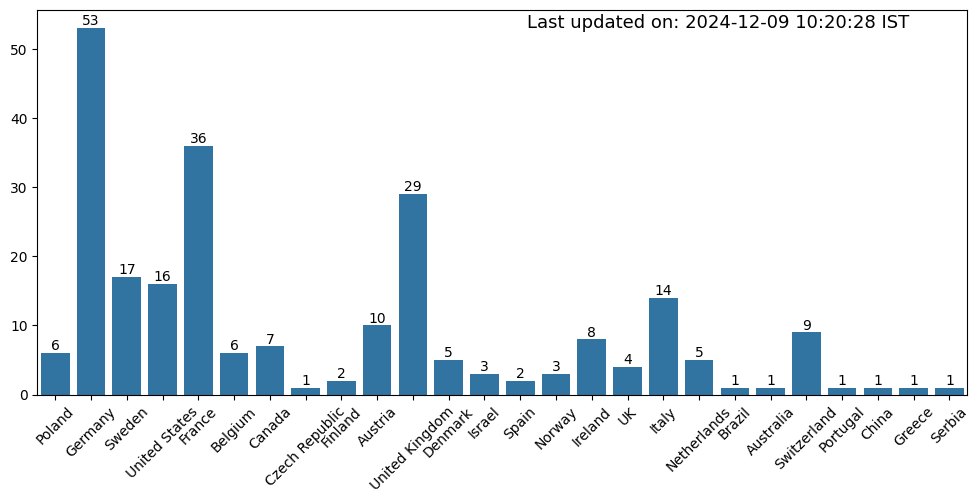 Last updated on: 2024-12-09 10:20:28 IST
50
40
30
20
10
0
6
53
17
16
36
6
7
1
2
10
29
5
3
2
3
8
4
14
5
1
1
9
1
1
1
1
Poland
Germany
Sweden
United States
France
Belgium
Canada
Czech Republic
Finland
Austria
United Kingdom
Denmark
Israel
Spain
Norway
Ireland
UK
Italy
Netherlands
Brazil
Australia
Switzerland
Portugal
China
Greece
Serbia